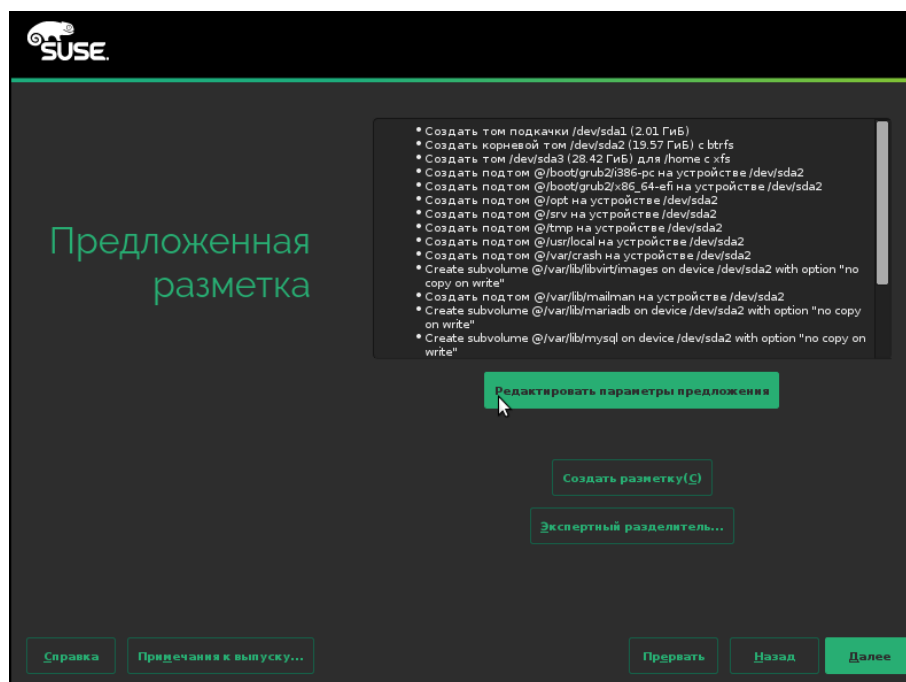 SUSE.
Предложенная
разметка
Создать том подкачки /dev/sda1 (2.01 ГиБ)
Создать корневой том /dev/sda2 (19.57 ГиБ) с btrfs
Создать том /dev/sda3 (28.42 ГиБ) для /home с xfs
Создать подтом @/boot/grub2/i386-pc на устройстве /dev/sda2
Создать подтом @/boot/grub2/x86_64-efi на устройстве /dev/sda2
Создать подтом @/opt на устройстве /dev/sda2
Создать подтом @/srv на устройстве /dev/sda2
Создать подтом @/tmp на устройстве /dev/sda2
Создать подтом @/usr/local на устройстве /dev/sda2
Создать подтом @/var/crash на устройстве /dev/sda2
Create subvolume @/var/lib/libvirt/images on device /dev/sda2 with option "no
copy on write"
Создать подтом @/var/lib/mailman на устройстве /dev/sda2
Create subvolume @/var/lib/mariadb on device /dev/sda2 with option "no copy
on write"
Create subvolume @/var/lib/mysql on device /dev/sda2 with option "no copy on
write"
Редактировать параметры предложения
Создать разметку(С)
Экспертный разделитель...
Справка
Примечания к выпуску...
Прервать
Назад
Далее